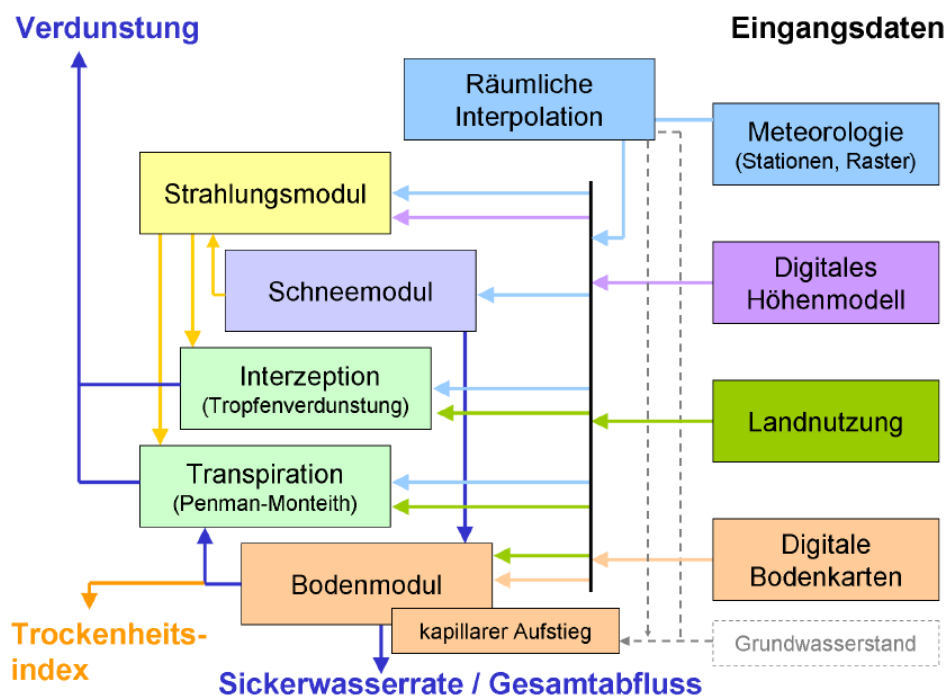 Verdunstung
Eingangsdaten
Räumliche
Interpolation
Meteorologie
(Stationen, Raster)
Strahlungsmodul
Schneemodul
Digitales
Höhenmodell
Interzeption
(Tropfenverdunstung)
Landnutzung
Transpiration
(Penman-Monteith)
Digitale
Bodenkarten
Bodenmodul
kapillarer Aufstieg
Grundwasserstand
Trockenheits-
index
Sickerwasserrate / Gesamtabfluss